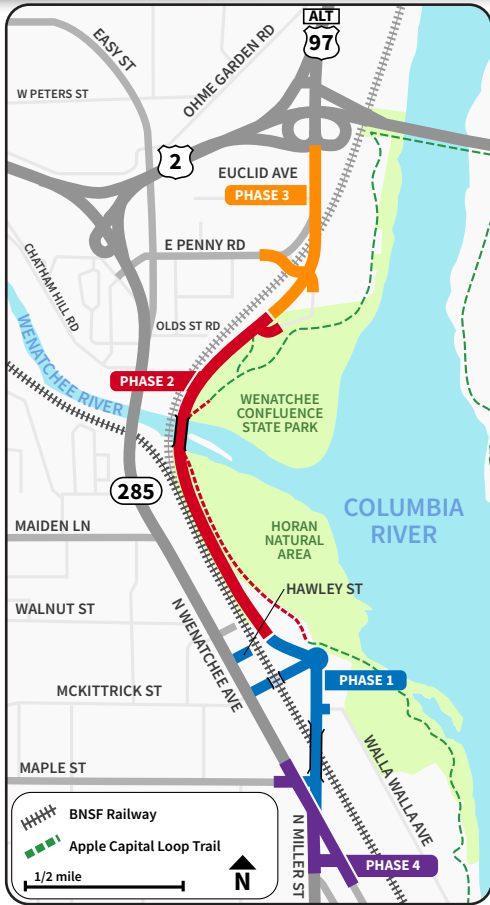 ALT
97
EASY ST
OHME GARDEN RD
W PETERS ST
2
EUCLID AVE
PHASE 3
E PENNY RD
CHATHAM HILL RD
OLDS ST RD
WENATCHEE RIVER
PHASE 2
WENATCHEE
CONFLUENCE
STATE PARK
285
COLUMBIA
RIVER
MAIDEN LN
HORAN
NATURAL
AREA
HAWLEY ST
WALNUT ST
N WENATCHEE AVE
MCKITTRICK ST
PHASE 1
WALLA WALLA AVE
MAPLE ST
BNSF Railway
Apple Capital Loop Trail
1/2 mile
N
N MILLER ST
PHASE 4